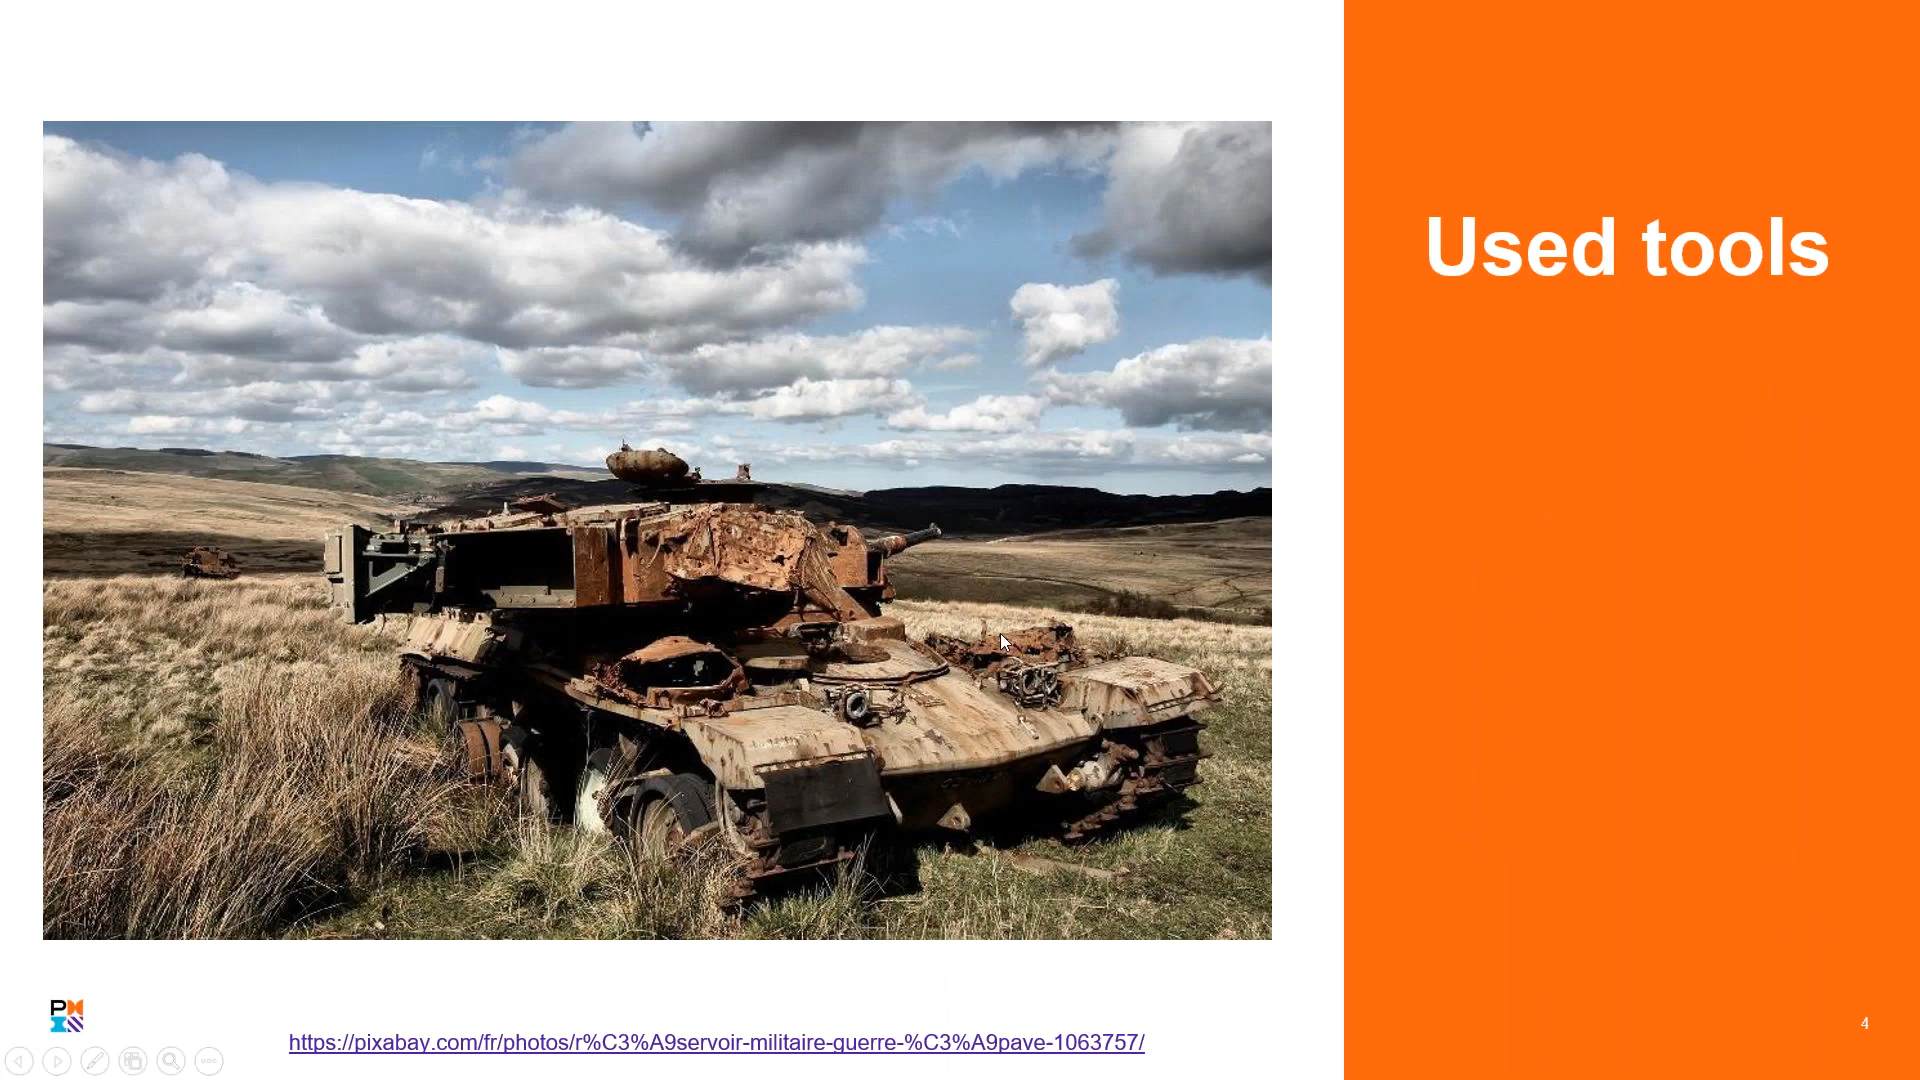 Used tools
https://pixabay.com/fr/photos/r%C3%A9servoir-militaire-guerre-%C3%A9pave-1063757/
4